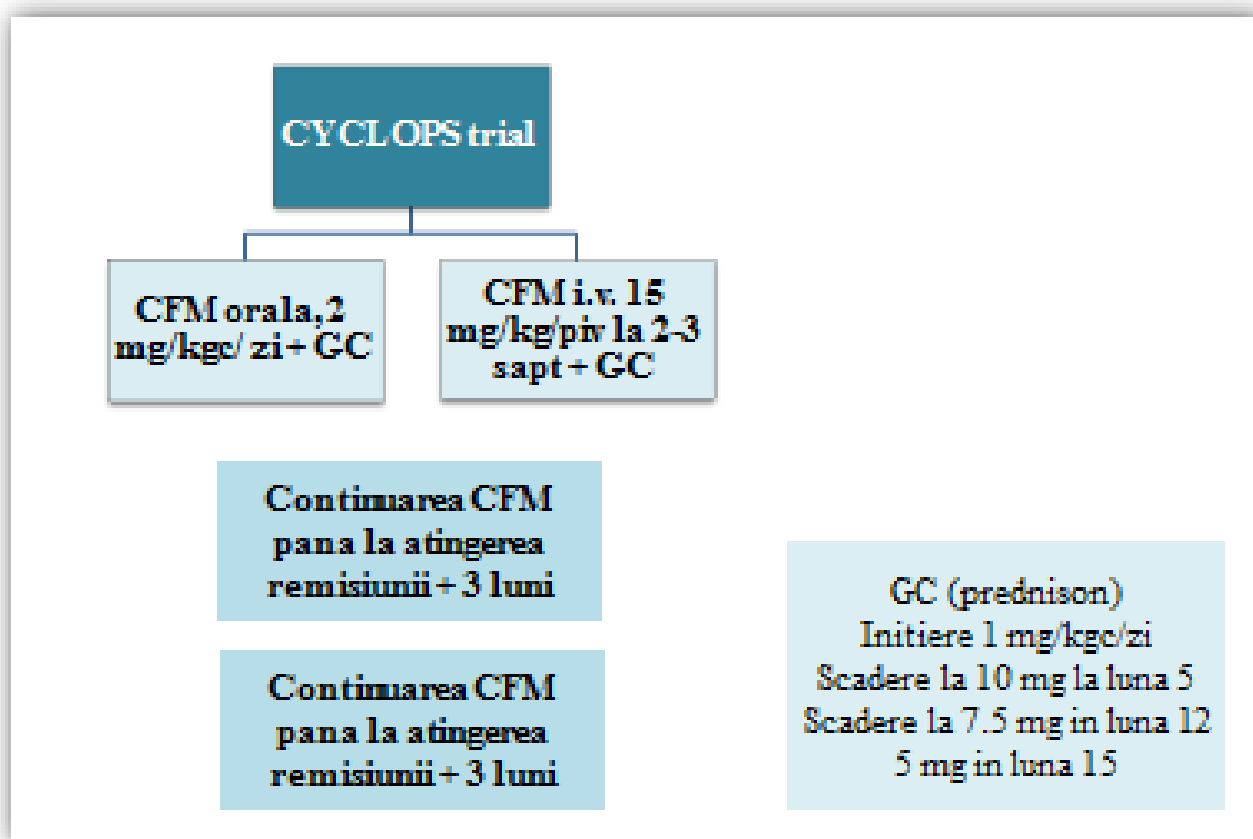 CYCLOPS trial
CFM orala, 2
mg/kgc/ zi + GC
CFM i.v. 15
mg/kg/piv la 2-3
sapt + GC
Continuarea CFM
pana la atingerea
remisiunii + 3 luni
Continuarea CFM
pana la atingerea
remisiunii + 3 luni
GC (prednison)
Initiere 1 mg/kgc/zi
Scadere la 10 mg la luna 5
Scadere la 7.5 mg in luna 12
5 mg in luna 15